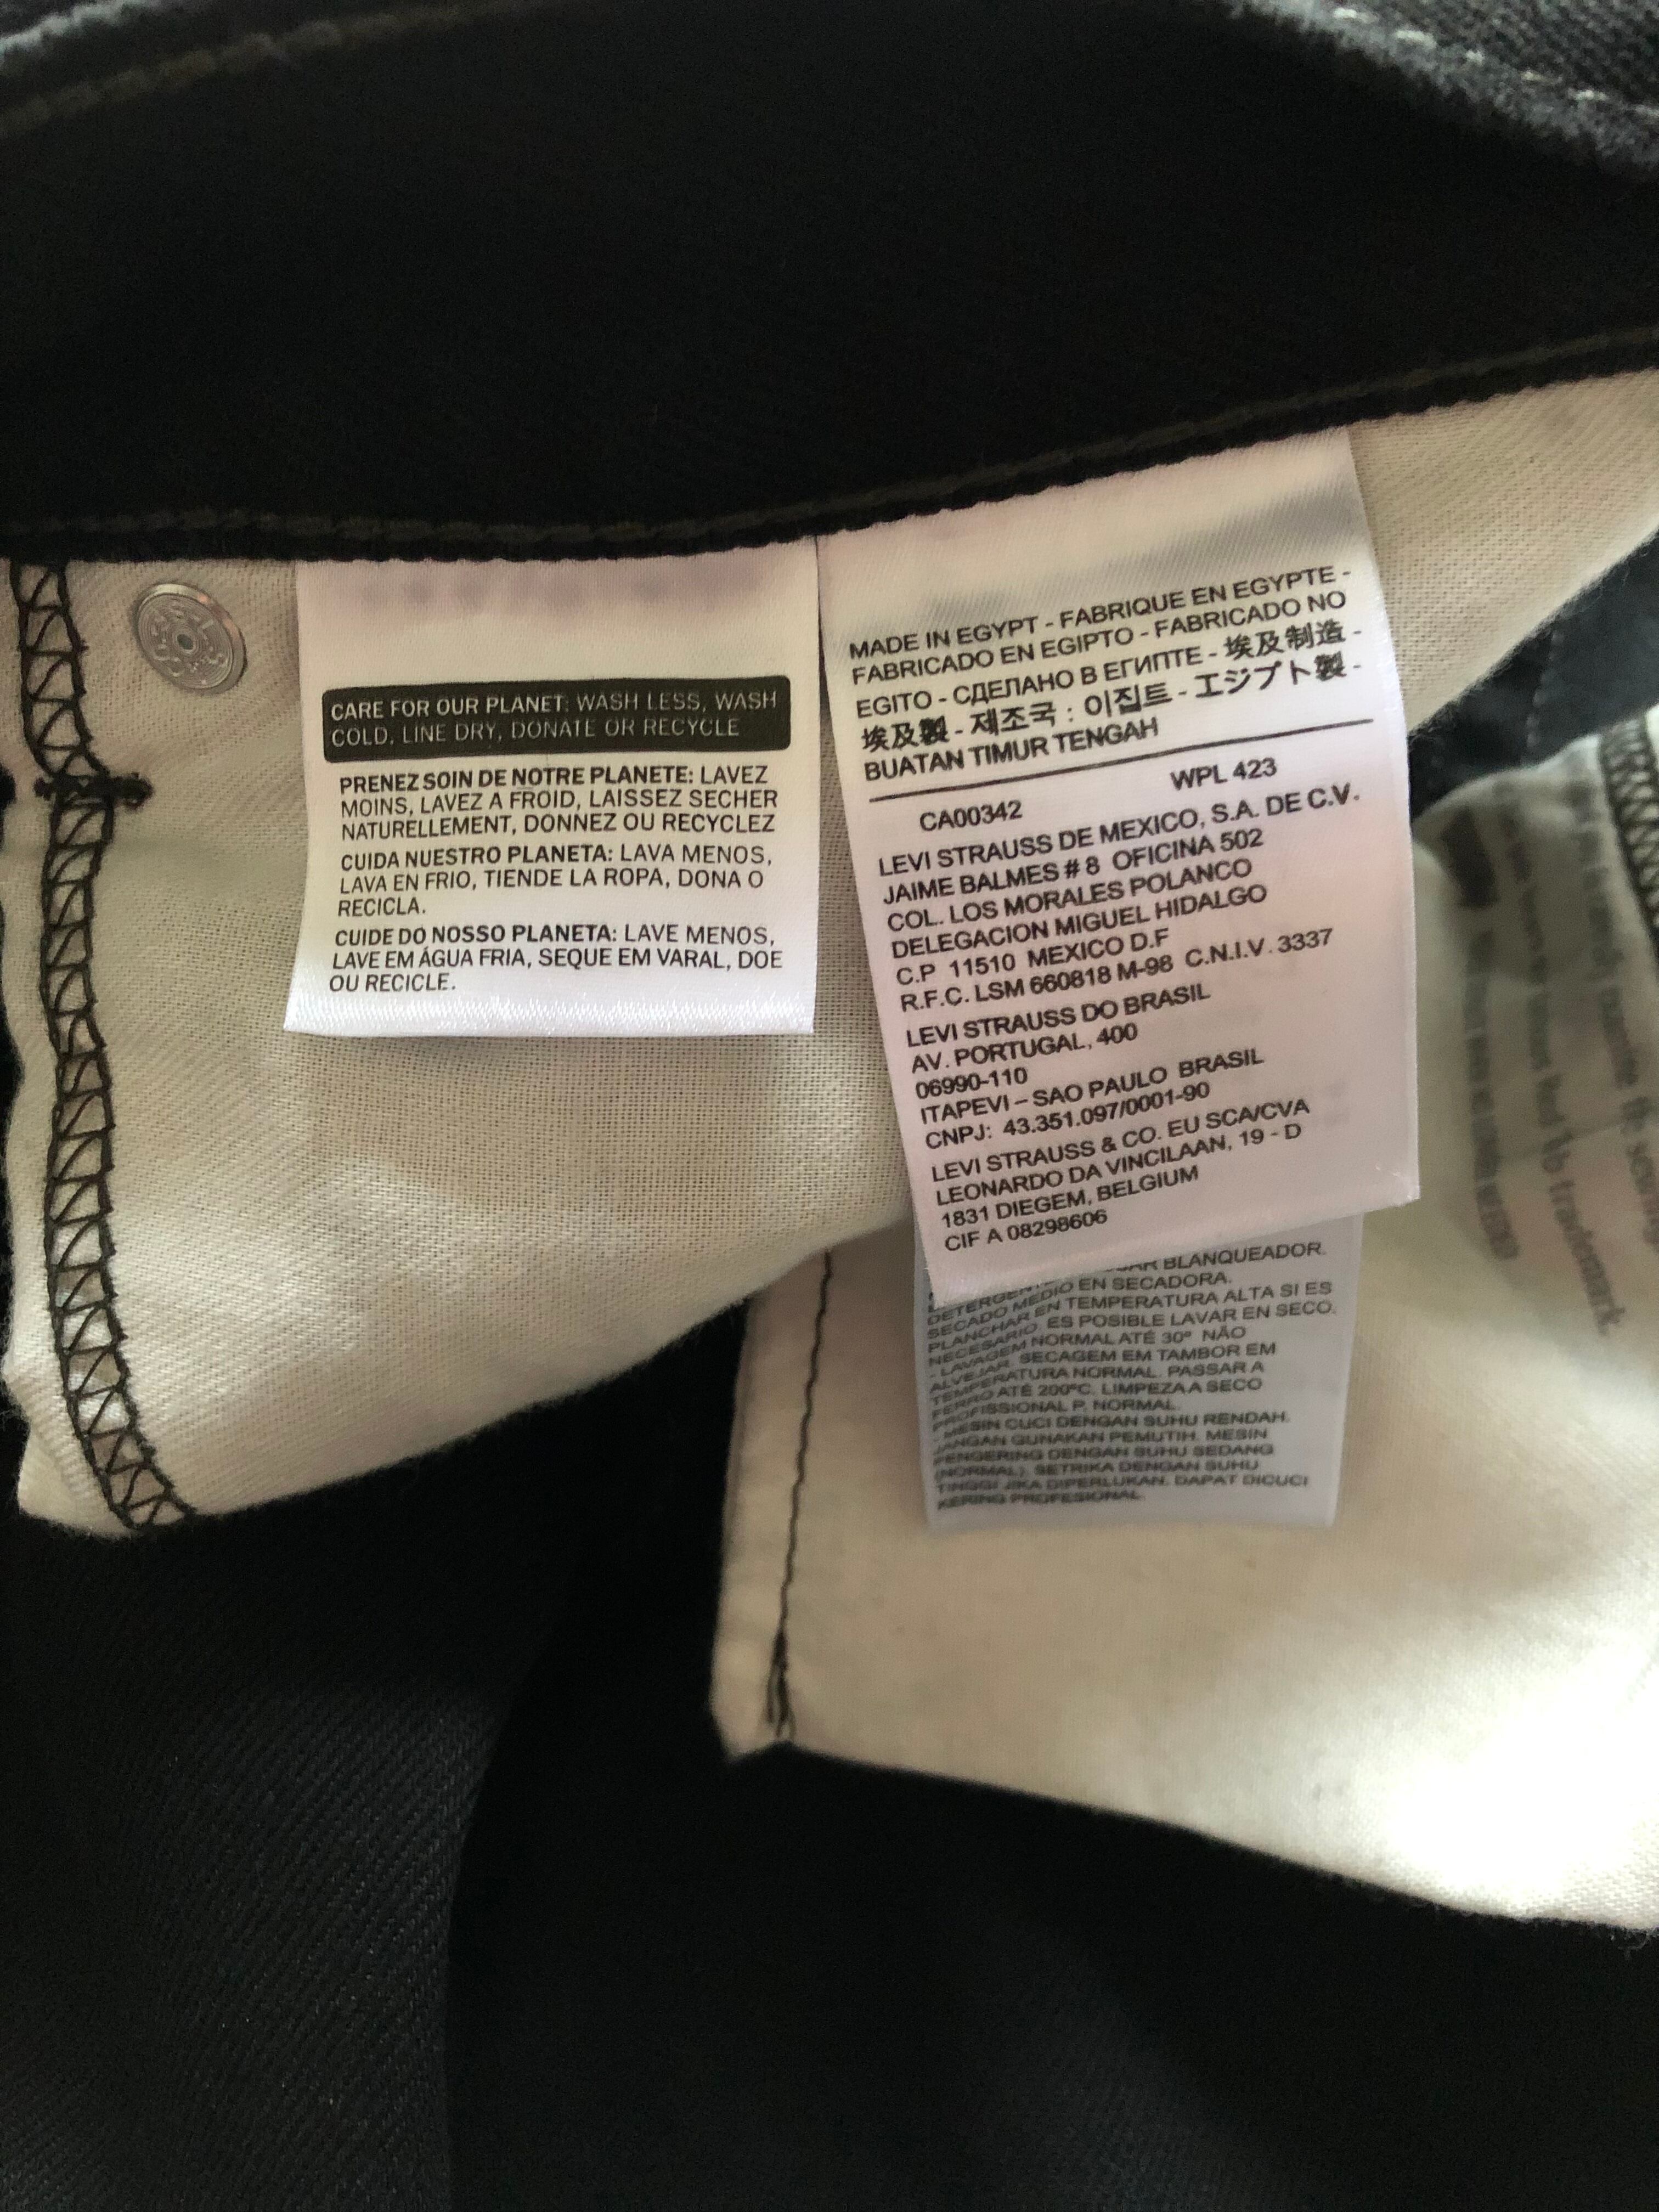 CARE FOR OUR PLANET: WASH LESS, WASH
COLD, LINE DRY, DONATE OR RECYCLE
PRENEZ SOIN DE NOTRE PLANETE: LAVEZ
MOINS, LAVEZ A FROID, LAISSEZ SECHER
NATURELLEMENT, DONNEZ OU RECYCLEZ
CUIDA NUESTRO PLANETA: LAVA MENOS,
LAVA EN FRIO, TIENDE LA ROPA, DONA O
RECICLA.
CUIDE DO NOSSO PLANETA: LAVE MENOS,
LAVE EM ÁGUA FRIA, SEQUE EM VARAL, DOE
OU RECICLE.
MADE IN EGYPT - FABRIQUE EN EGYPTE -
FABRICADO EN EGIPTO - FABRICADO NO
EGITO - СДЕЛАНО В ЕГИПТЕ - 埃及制造 -
埃及製 - 제조국 : 이집트 - エジプト製 -
BUATAN TIMUR TENGAH
CA00342 WPL 423
LEVI STRAUSS DE MEXICO, S.A. DE C.V.
JAIME BALMES # 8 OFICINA 502
COL. LOS MORALES POLANCO
DELEGACION MIGUEL HIDALGO
C.P 11510 MEXICO D.F
R.F.C. LSM 660818 M-98 C.N.I.V. 3337
LEVI STRAUSS DO BRASIL
AV. PORTUGAL, 400
06990-110
ITAPEVI – SAO PAULO BRASIL
CNPJ: 43.351.097/0001-90
LEVI STRAUSS & CO. EU SCA/CVA
LEONARDO DA VINCILAAN, 19 - D
1831 DIEGEM, BELGIUM
CIF A 08298606
BLANQUEADOR.
SECADO MEDIO EN SECADORA.
PLANCHAR EN TEMPERATURA ALTA SI ES
NECESARIO. ES POSIBLE LAVAR EN SECO.
- LAVAGEM NORMAL ATÉ 30º NÃO
ALVEJAR. SECAGEM EM TAMBOR EM
TEMPERATURA NORMAL. PASSAR A
FERRO ATÉ 200ºC. LIMPEZA A SECO
PROFISSIONAL P. NORMAL.
- MESIN CUCI DENGAN SUHU RENDAH.
JANGAN GUNAKAN PEMUTIH. MESIN
PENGERING DENGAN SUHU SEDANG
(NORMAL). SETRIKA DENGAN SUHU
TINGGI JIKA DIPERLUKAN. DAPAT DICUCI
KERING PROFESIONAL.
trademark.